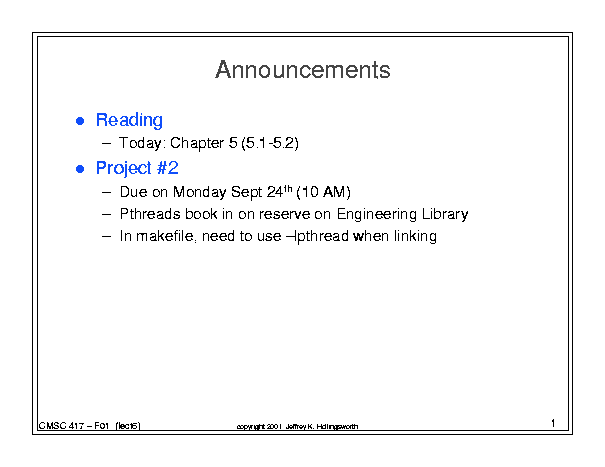 Announcements
● Reading
– Today: Chapter 5 (5.1-5.2)
● Project #2
– Due on Monday Sept 24th (10 AM)
– Pthreads book in on reserve on Engineering Library
– In makefile, need to use –lpthread when linking
CMSC 417 – F01 (lect6)
copyright 2001 Jeffrey K. Hollingsworth
1